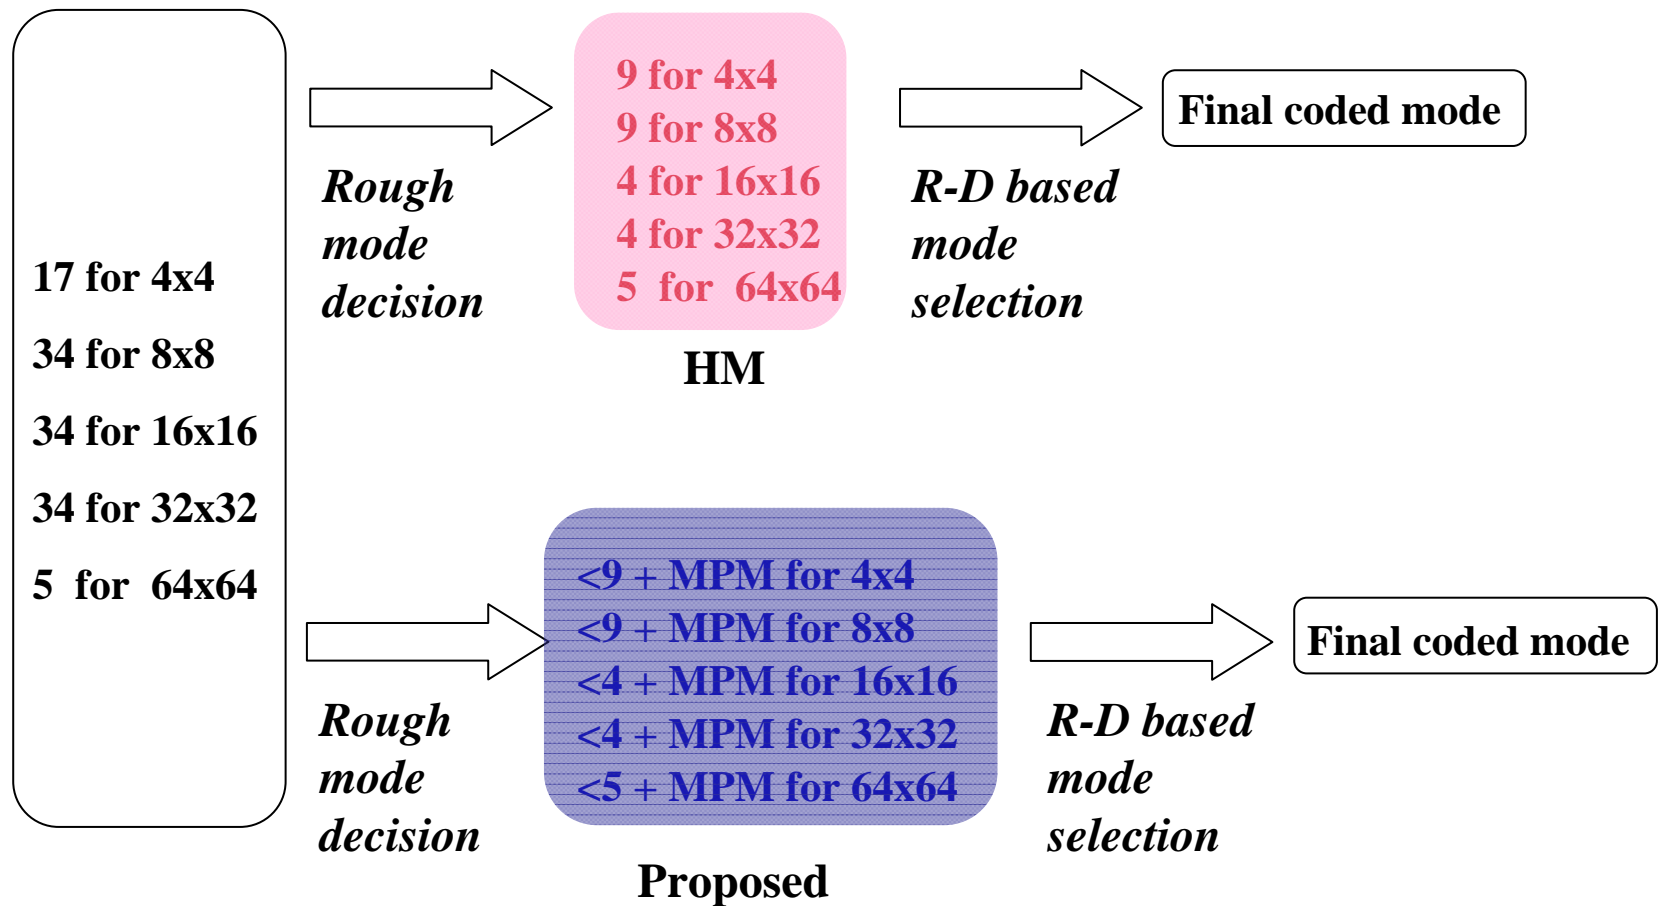 17 for 4x4
34 for 8x8
34 for 16x16
34 for 32x32
5 for 64x64
Rough
mode
decision
9 for 4x4
9 for 8x8
4 for 16x16
4 for 32x32
5 for 64x64
HM
R-D based
mode
selection
Final coded mode
Rough
mode
decision
<9 + MPM for 4x4
<9 + MPM for 8x8
<4 + MPM for 16x16
<4 + MPM for 32x32
<5 + MPM for 64x64
Proposed
R-D based
mode
selection
Final coded mode